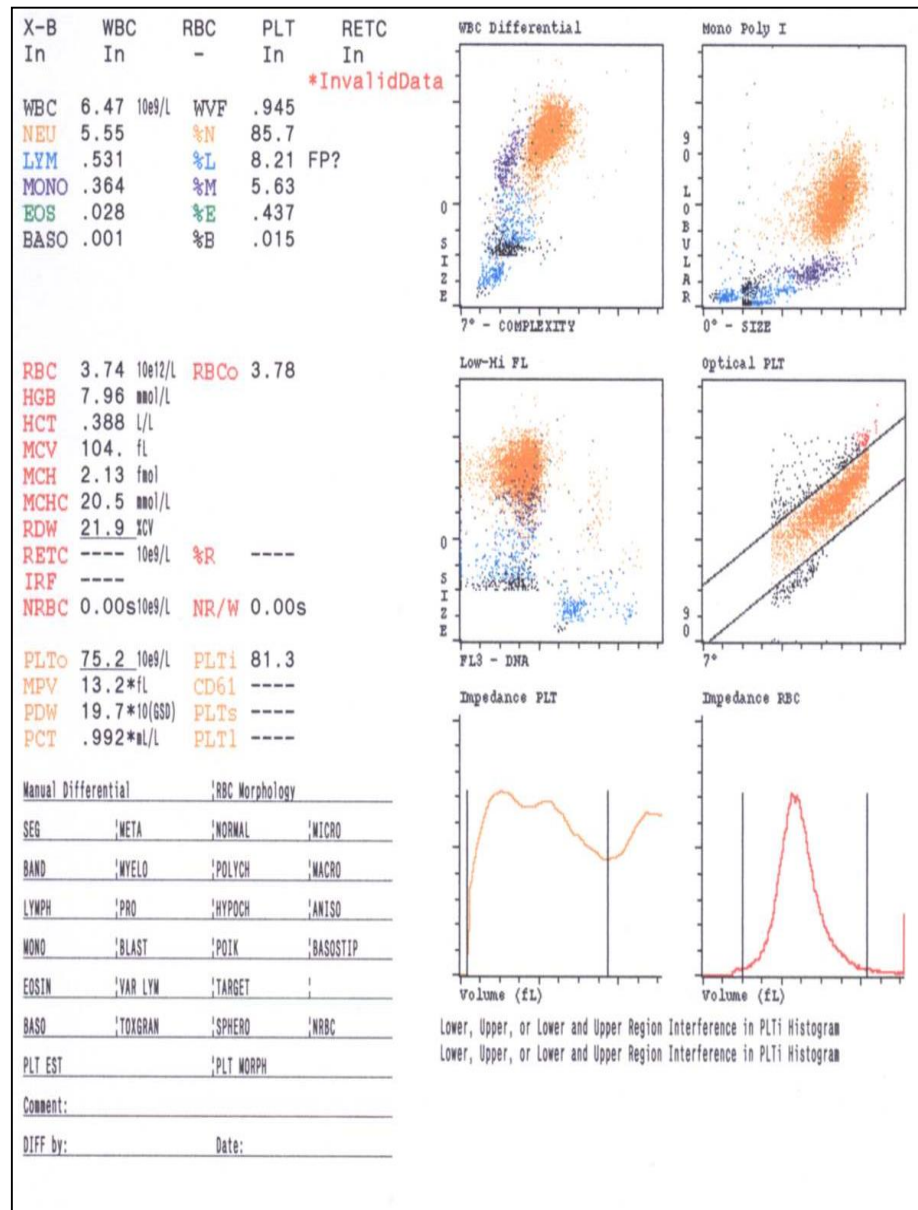 X-B WBC RBC PLT RETC
In In - In In
*InvalidData
WBC 6.47 10e9/L WVF .945
NEU 5.55 %N 85.7
LYM .531 %L 8.21 FP?
MONO .364 %M 5.63
EOS .028 %E .437
BASO .001 %B .015
RBC 3.74 10e12/L RBCo 3.78
HGB 7.96 mmol/L
HCT .388 L/L
MCV 104. fL
MCH 2.13 fmol
MCHC 20.5 mmol/L
RDW 21.9 %CV
RETC ---- 10e9/L %R ----
IRF ----
NRBC 0.00s10e9/L NR/W 0.00s
PLTo 75.2 10e9/L PLTi 81.3
MPV 13.2*fL CD61 ----
PDW 19.7*10(GSD) PLTs ----
PCT .992*mL/L PLTl ----
Manual Differential ¦RBC Morphology
SEG ¦META ¦NORMAL ¦MICRO
BAND ¦MYELO ¦POLYCH ¦MACRO
LYMPH ¦PRO ¦HYPOCH ¦ANISO
MONO ¦BLAST ¦POIK ¦BASOSTIP
EOSIN ¦VAR LYM ¦TARGET ¦
BASO ¦TOXGRAN ¦SPHERO ¦NRBC
PLT EST ¦PLT MORPH
Comment:
DIFF by: Date:
WBC Differential
0
SIZE
7° - COMPLEXITY
Mono Poly I
90 LOBULAR
0° - SIZE
Low-Hi FL
0
SIZE
FL3 - DNA
Optical PLT
90
7°
Impedance PLT
Volume (fL)
Impedance RBC
Volume (fL)
Lower, Upper, or Lower and Upper Region Interference in PLTi Histogram
Lower, Upper, or Lower and Upper Region Interference in PLTi Histogram